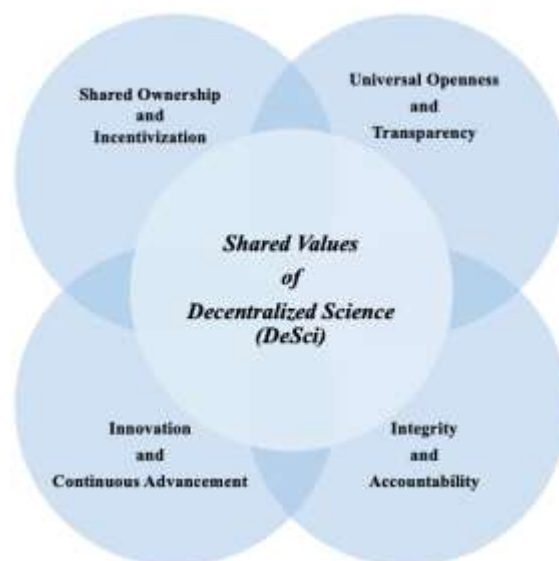 Shared Ownership
and
Incentivization
Universal Openness
and
Transparency
Shared Values
of
Decentralized Science
(DeSci)
Innovation
and
Continuous Advancement
Integrity
and
Accountability